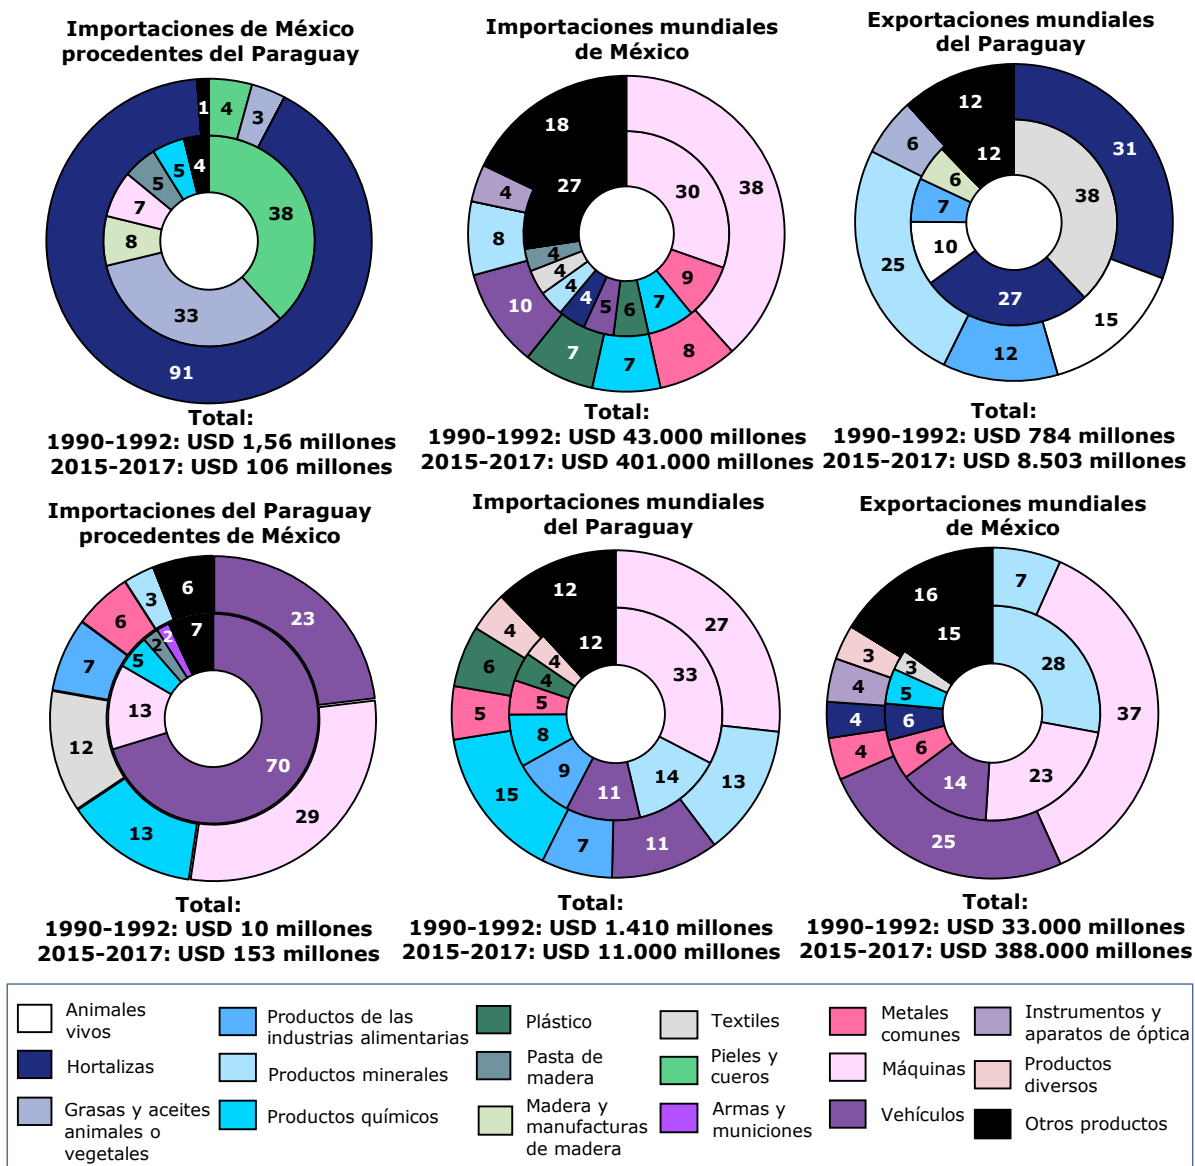 Importaciones de México
procedentes del Paraguay
1
4
3
4
5
5
7
8
38
33
91
Total:
1990-1992: USD 1,56 millones
2015-2017: USD 106 millones
Importaciones mundiales
de México
18
38
27
30
4
8
4
4
4
9
10
4
5
6
7
7
7
8
Total:
1990-1992: USD 43.000 millones
2015-2017: USD 401.000 millones
Exportaciones mundiales
del Paraguay
12
31
6
12
6
38
7
10
25
27
15
12
Total:
1990-1992: USD 784 millones
2015-2017: USD 8.503 millones
Importaciones del Paraguay
procedentes de México
6
3
23
6
2
7
2
5
7
13
12
70
29
13
Total:
1990-1992: USD 10 millones
2015-2017: USD 153 millones
Importaciones mundiales
del Paraguay
12
27
4
12
4
6
4
33
5
5
8
9
14
13
15
11
7
11
Total:
1990-1992: USD 1.410 millones
2015-2017: USD 11.000 millones
Exportaciones mundiales
de México
7
16
15
28
3
3
4
5
4
6
37
4
6
14
23
25
Total:
1990-1992: USD 33.000 millones
2015-2017: USD 388.000 millones
Animales
vivos
Hortalizas
Grasas y aceites
animales o
vegetales
Productos de las
industrias alimentarias
Productos minerales
Productos químicos
Plástico
Pasta de
madera
Madera y
manufacturas
de madera
Textiles
Pieles y
cueros
Armas y
municiones
Metales
comunes
Máquinas
Vehículos
Instrumentos y
aparatos de óptica
Productos
diversos
Otros productos